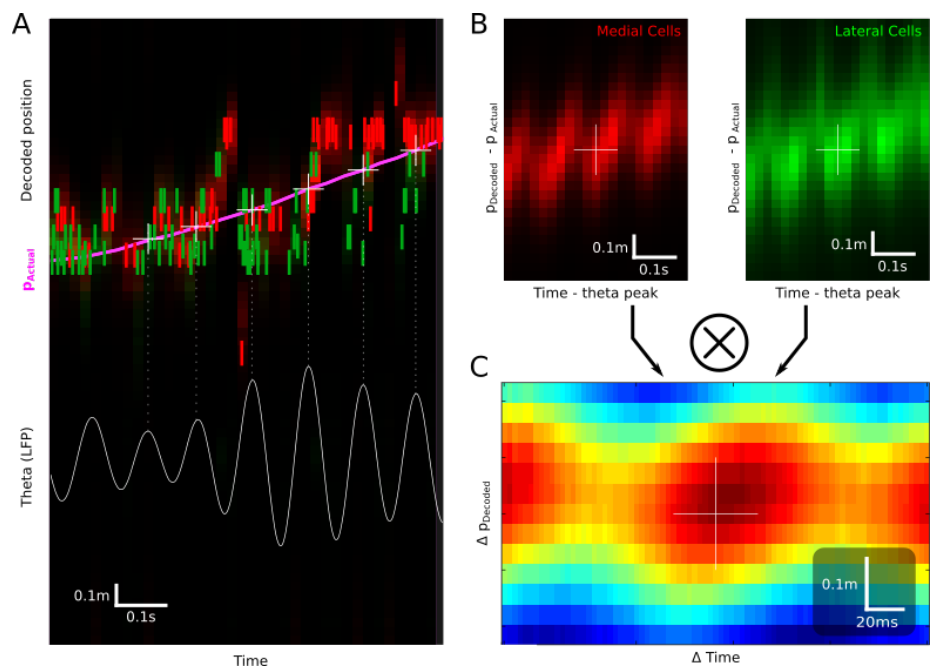 A
Decoded position
pActual
Theta (LFP)
0.1m
0.1s
Time
B
Medial Cells
pDecoded - pActual
0.1m
0.1s
Time - theta peak
Lateral Cells
pDecoded - pActual
0.1m
0.1s
Time - theta peak
C
Δ pDecoded
0.1m
20ms
Δ Time